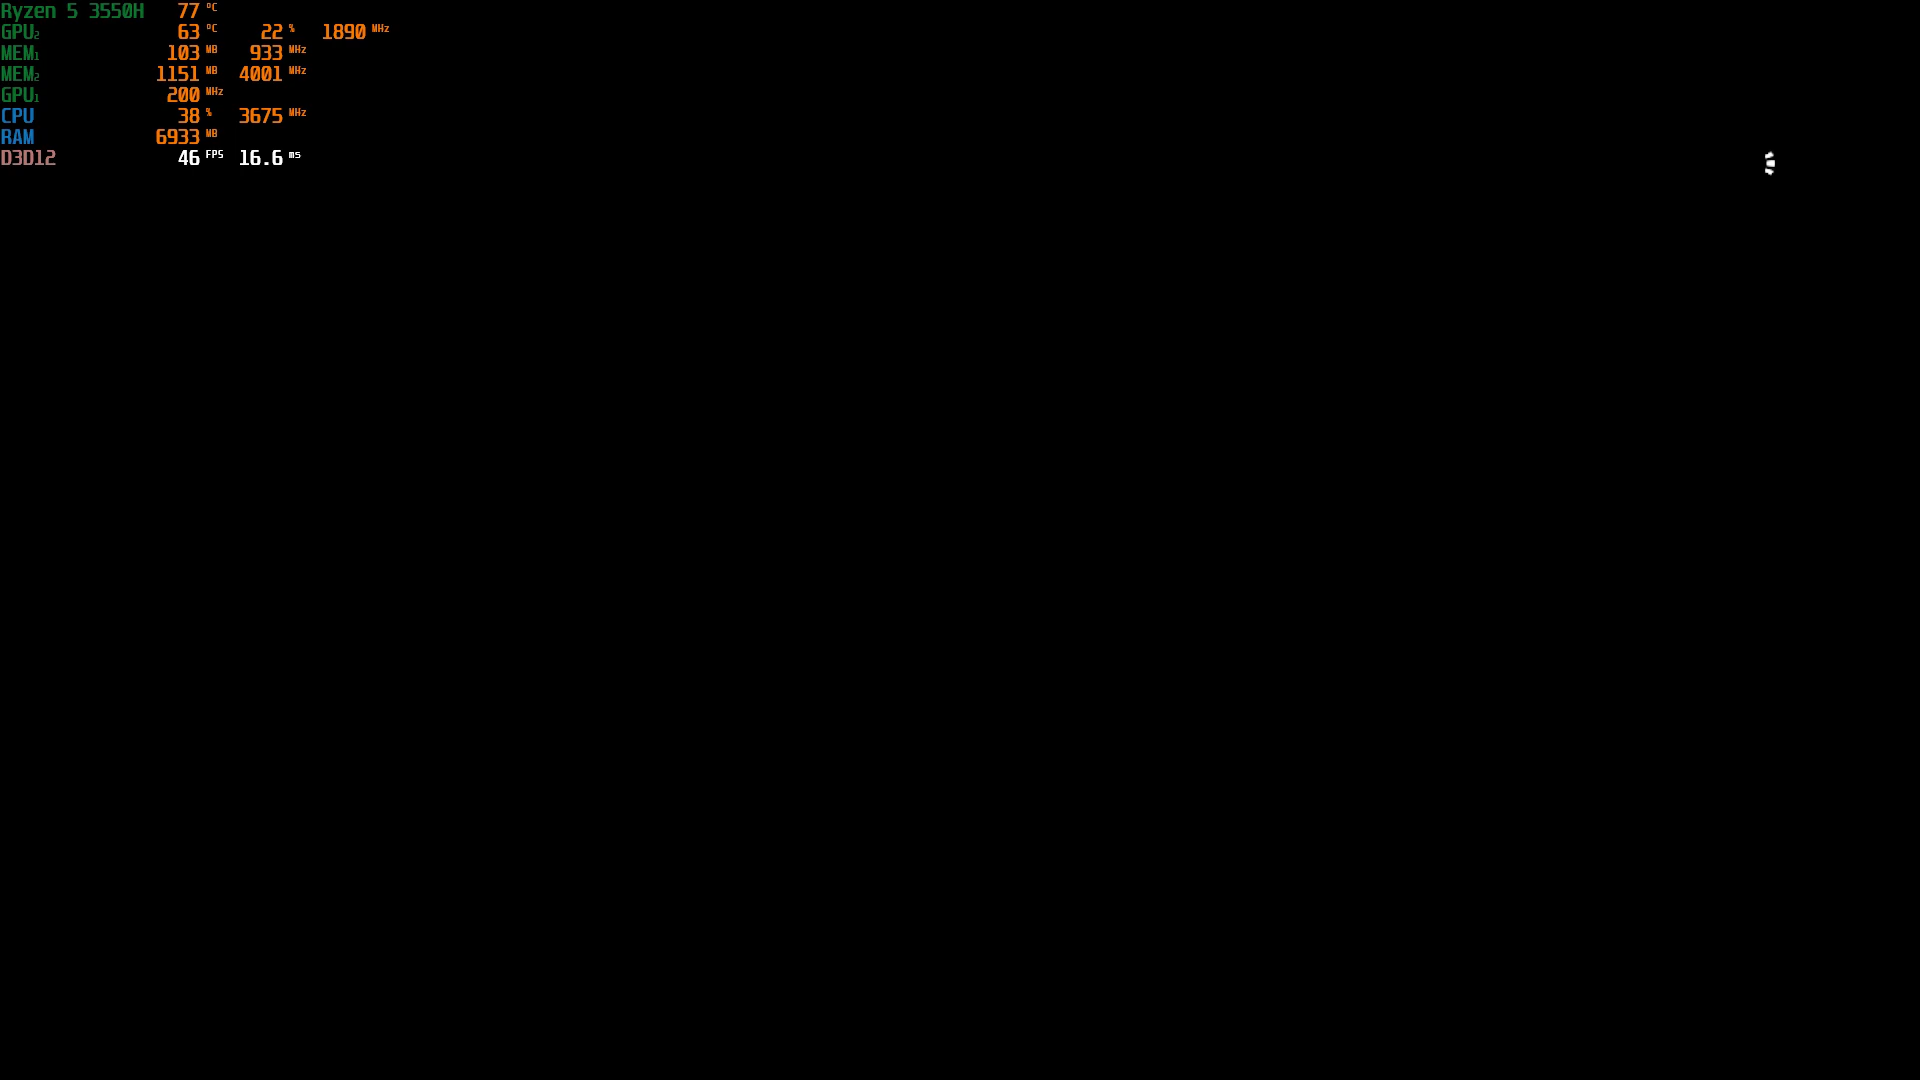 Ryzen 5 3550H 77 °C
GPU2 63 °C 22 % 1890 MHz
MEM1 103 MB 933 MHz
MEM2 1151 MB 4001 MHz
GPU1 200 MHz
CPU 38 % 3675 MHz
RAM 6933 MB
D3D12 46 FPS 16.6 ms